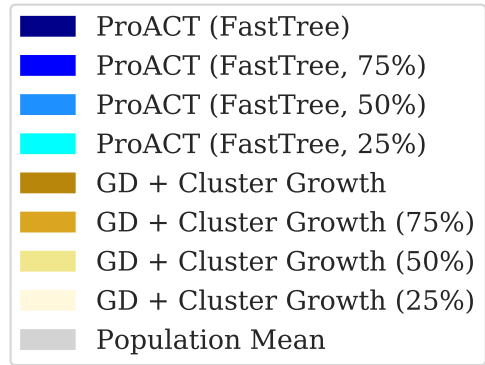 ProACT (FastTree)
ProACT (FastTree, 75%)
ProACT (FastTree, 50%)
ProACT (FastTree, 25%)
GD + Cluster Growth
GD + Cluster Growth (75%)
GD + Cluster Growth (50%)
GD + Cluster Growth (25%)
Population Mean